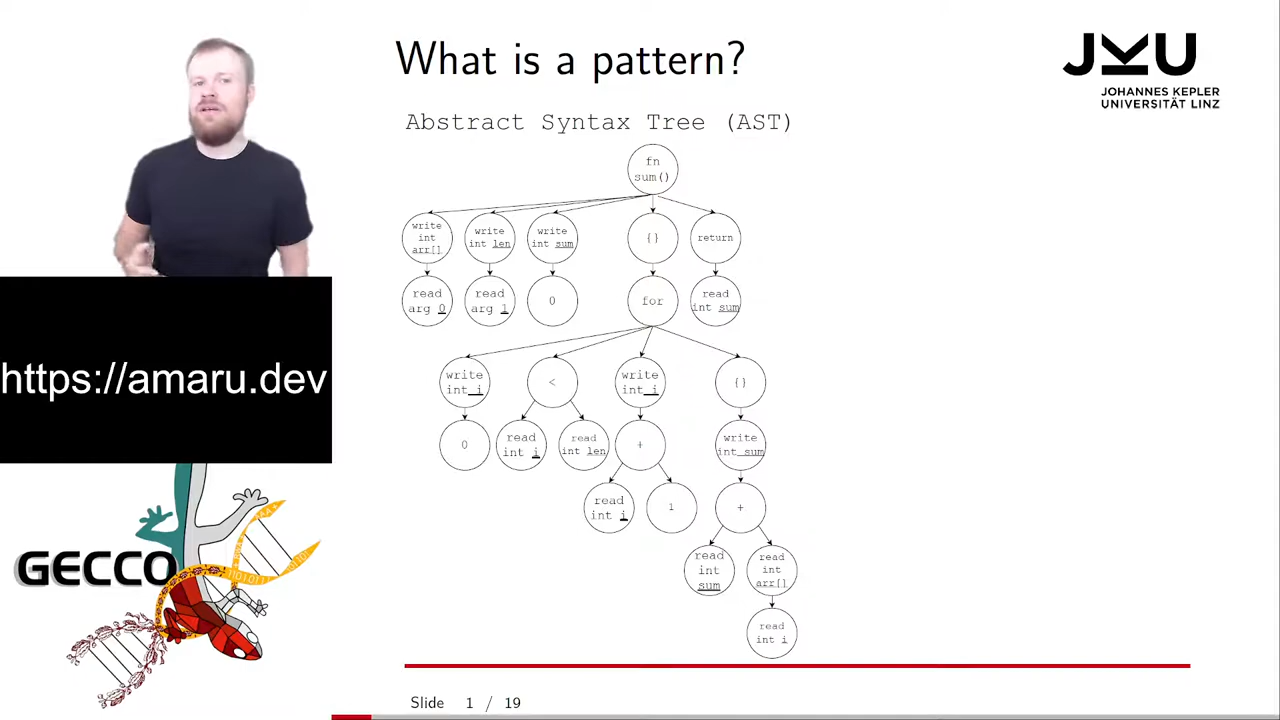 What is a pattern?
JKU
JOHANNES KEPLER
UNIVERSITÄT LINZ
Abstract Syntax Tree (AST)
fn
sum()
write
int
arr[]
write
int len
write
int sum
{}
return
read
arg 0
read
arg 1
0
for
read
int sum
write
int i
<
write
int i
{}
0
read
int i
read
int len
+
write
int sum
read
int i
1
+
read
int
sum
read
int
arr[]
read
int i
https://amaru.dev
GECCO
Slide 1 / 19